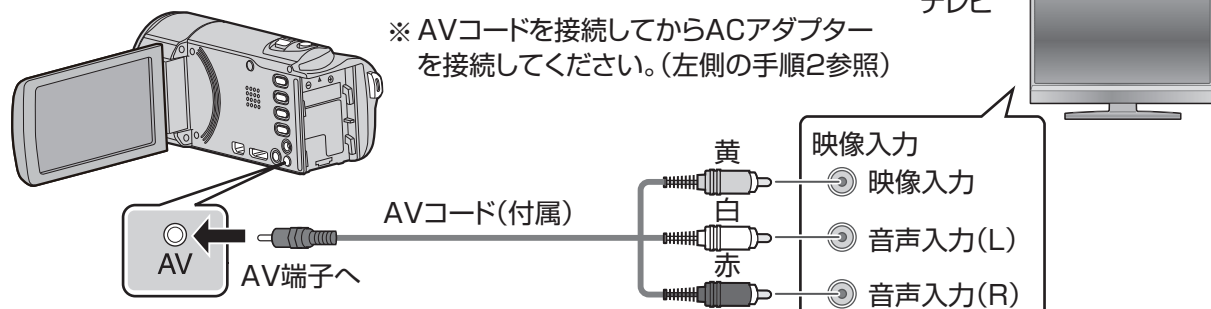 テレビ
※ AVコードを接続してからACアダプター
を接続してください。(左側の手順2参照)
映像入力
黄
映像入力
AVコード(付属)
白
音声入力(L)
AV
AV端子へ
赤
音声入力(R)